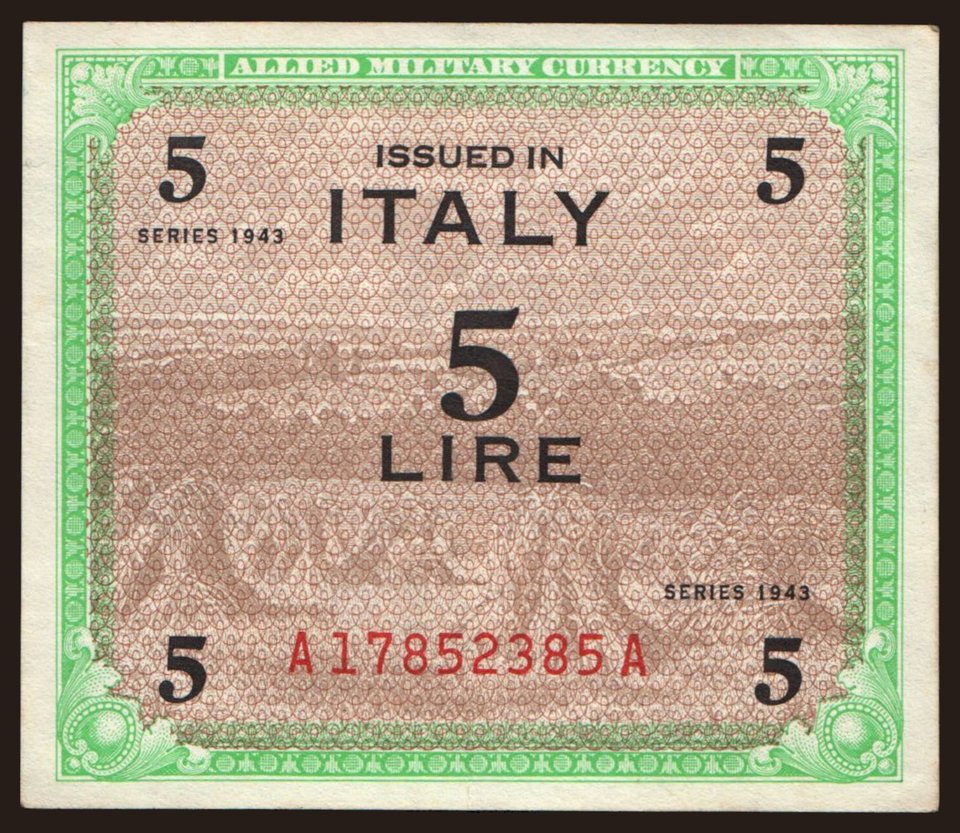 ALLIED MILITARY CURRENCY
5 5
ISSUED IN
ITALY
SERIES 1943
5
LIRE
SERIES 1943
5 A17852385A 5